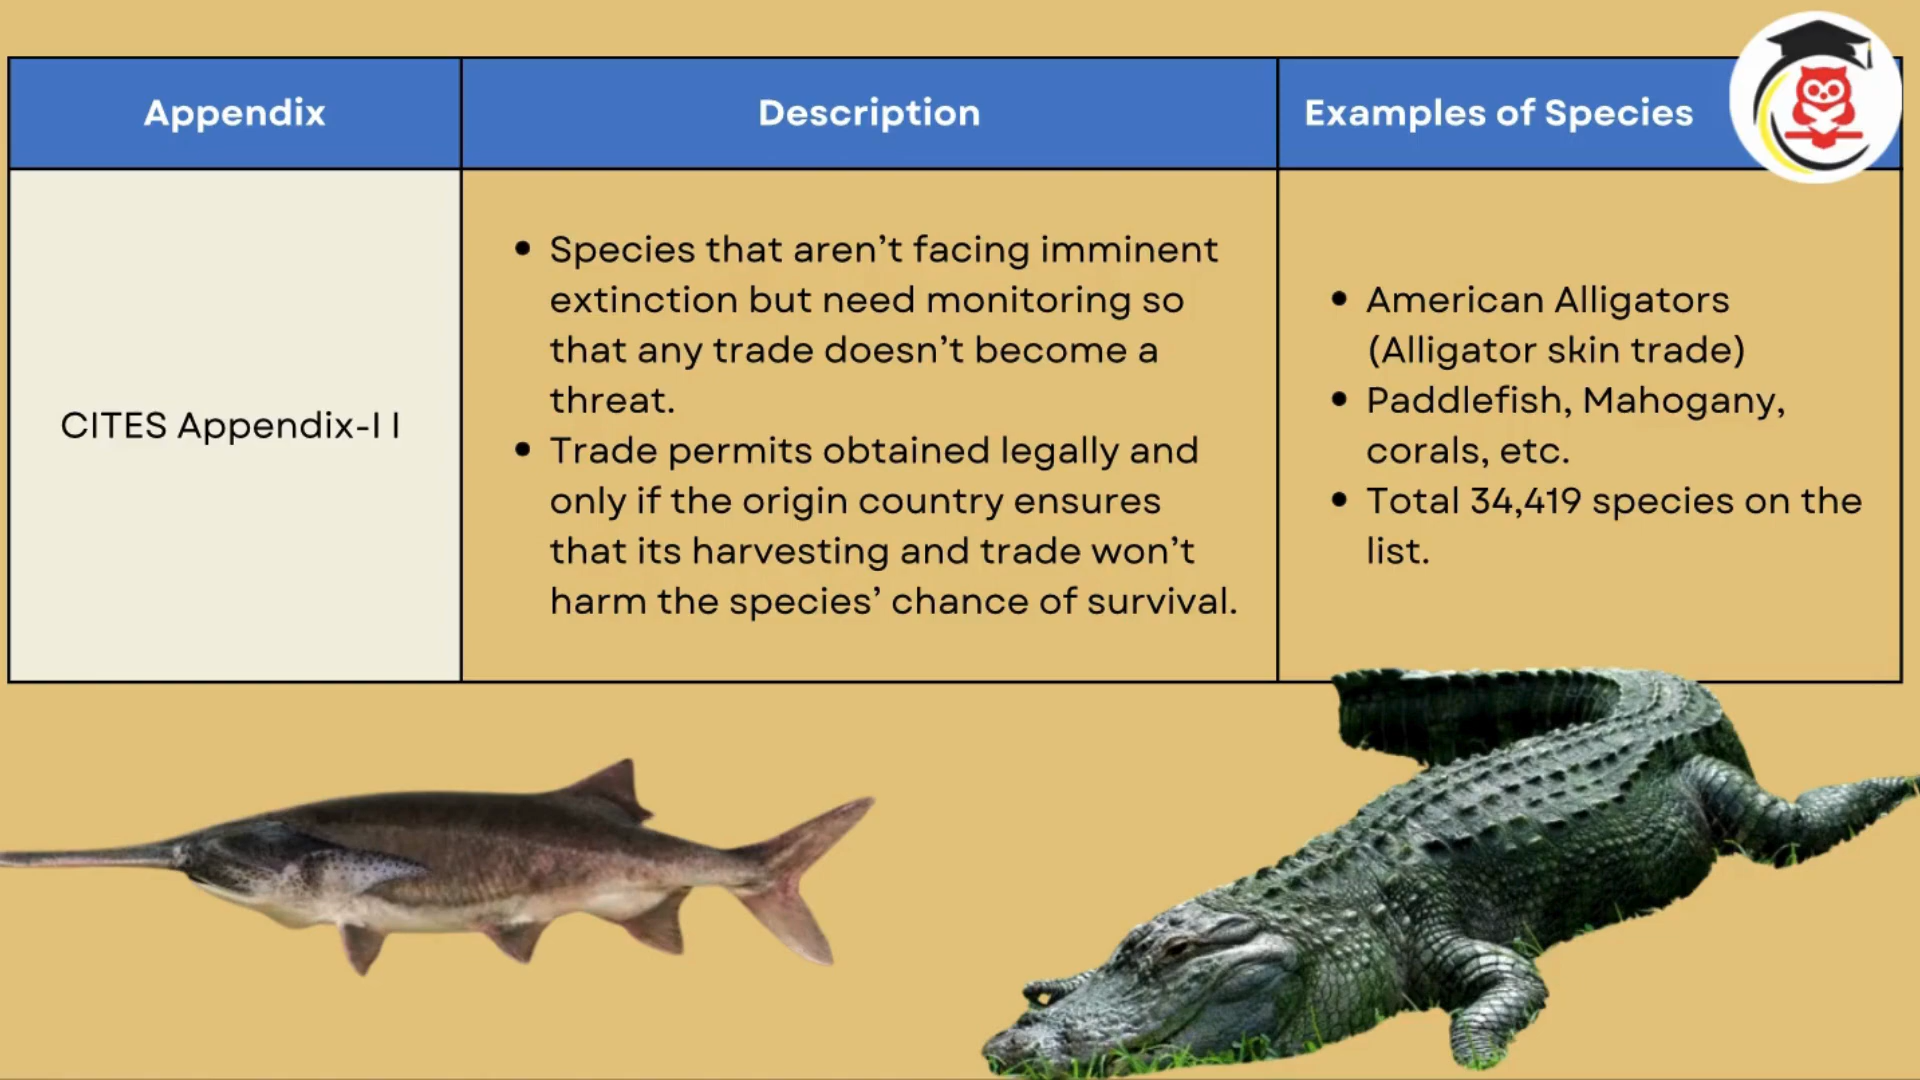 Appendix
Description
Examples of Species
CITES Appendix-I I
• Species that aren’t facing imminent
extinction but need monitoring so
that any trade doesn’t become a
threat.
• Trade permits obtained legally and
only if the origin country ensures
that its harvesting and trade won’t
harm the species’ chance of survival.
• American Alligators
(Alligator skin trade)
• Paddlefish, Mahogany,
corals, etc.
• Total 34,419 species on the
list.